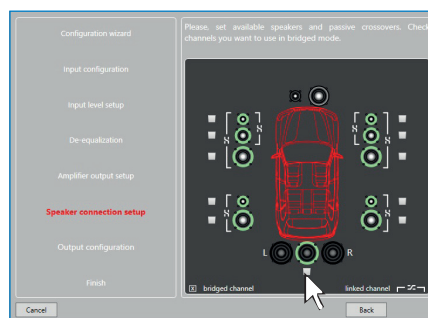 Configuration wizard
Input configuration
Input level setup
De-equalization
Amplifier output setup
Speaker connection setup
Output configuration
Finish
Please, set available speakers and passive crossovers. Check
channels you want to use in bridged mode.
L R
X bridged channel linked channel
Cancel Back